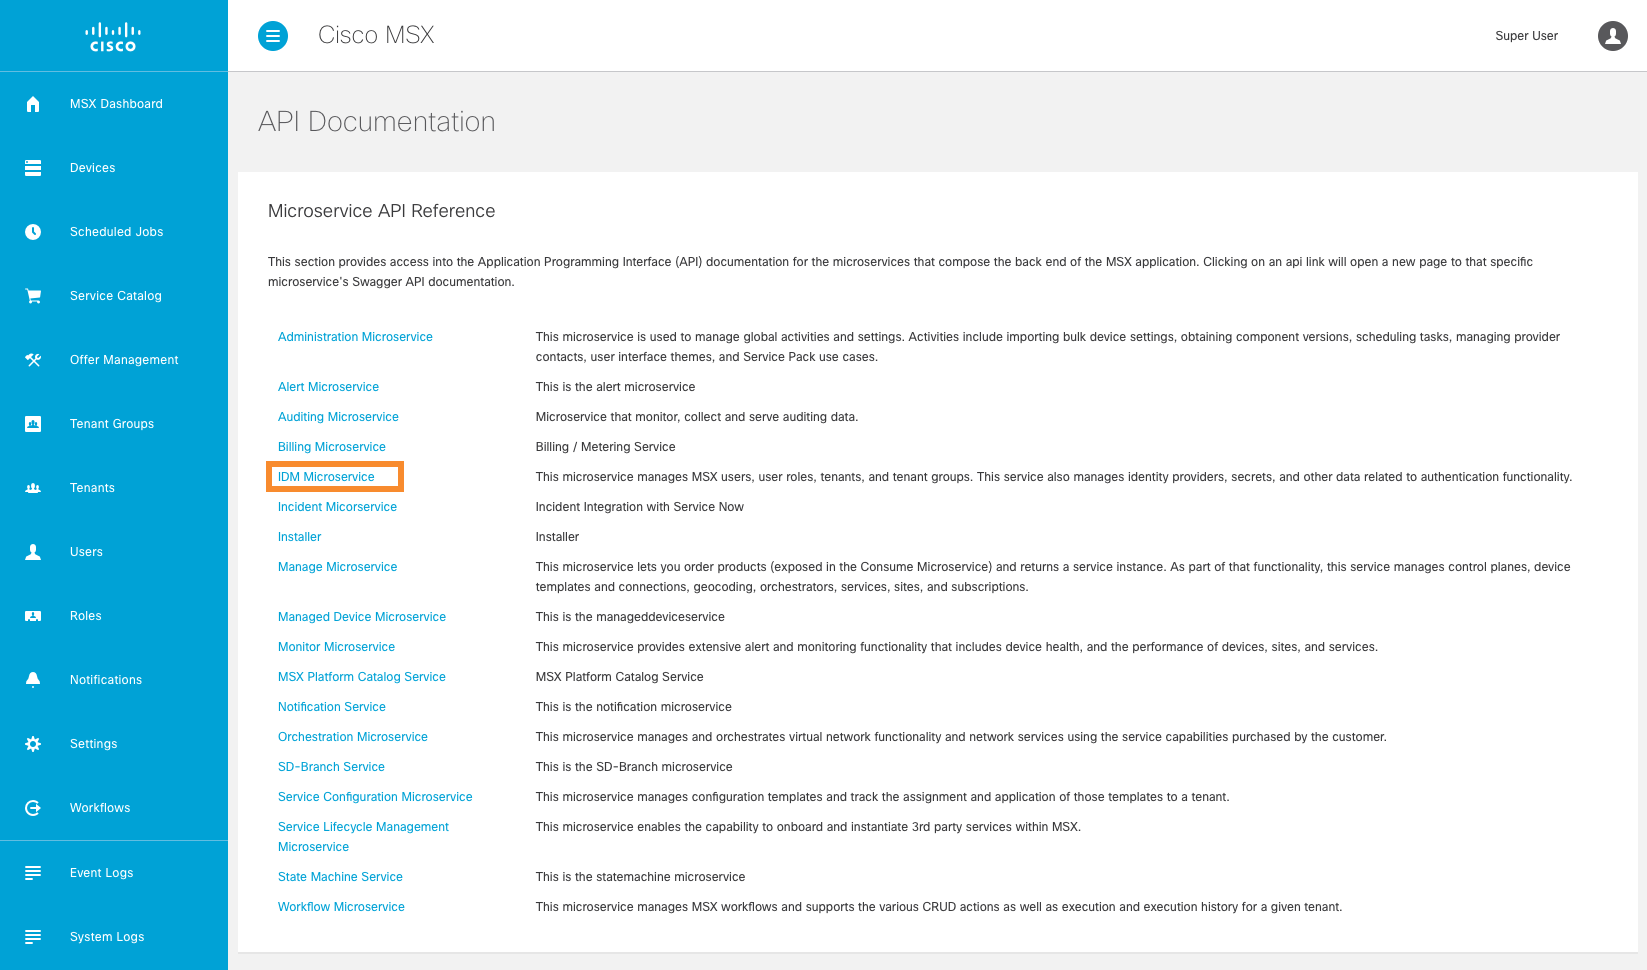 CISCO
Cisco MSX
Super User
MSX Dashboard
Devices
Scheduled Jobs
Service Catalog
Offer Management
Tenant Groups
Tenants
Users
Roles
Notifications
Settings
Workflows
Event Logs
System Logs
API Documentation
Microservice API Reference
This section provides access into the Application Programming Interface (API) documentation for the microservices that compose the back end of the MSX application. Clicking on an api link will open a new page to that specific
microservice's Swagger API documentation.
Administration Microservice
This microservice is used to manage global activities and settings. Activities include importing bulk device settings, obtaining component versions, scheduling tasks, managing provider
contacts, user interface themes, and Service Pack use cases.
Alert Microservice
This is the alert microservice
Auditing Microservice
Microservice that monitor, collect and serve auditing data.
Billing Microservice
Billing / Metering Service
IDM Microservice
This microservice manages MSX users, user roles, tenants, and tenant groups. This service also manages identity providers, secrets, and other data related to authentication functionality.
Incident Micorservice
Incident Integration with Service Now
Installer
Installer
Manage Microservice
This microservice lets you order products (exposed in the Consume Microservice) and returns a service instance. As part of that functionality, this service manages control planes, device
templates and connections, geocoding, orchestrators, services, sites, and subscriptions.
Managed Device Microservice
This is the manageddeviceservice
Monitor Microservice
This microservice provides extensive alert and monitoring functionality that includes device health, and the performance of devices, sites, and services.
MSX Platform Catalog Service
MSX Platform Catalog Service
Notification Service
This is the notification microservice
Orchestration Microservice
This microservice manages and orchestrates virtual network functionality and network services using the service capabilities purchased by the customer.
SD-Branch Service
This is the SD-Branch microservice
Service Configuration Microservice
This microservice manages configuration templates and track the assignment and application of those templates to a tenant.
Service Lifecycle Management
Microservice
This microservice enables the capability to onboard and instantiate 3rd party services within MSX.
State Machine Service
This is the statemachine microservice
Workflow Microservice
This microservice manages MSX workflows and supports the various CRUD actions as well as execution and execution history for a given tenant.